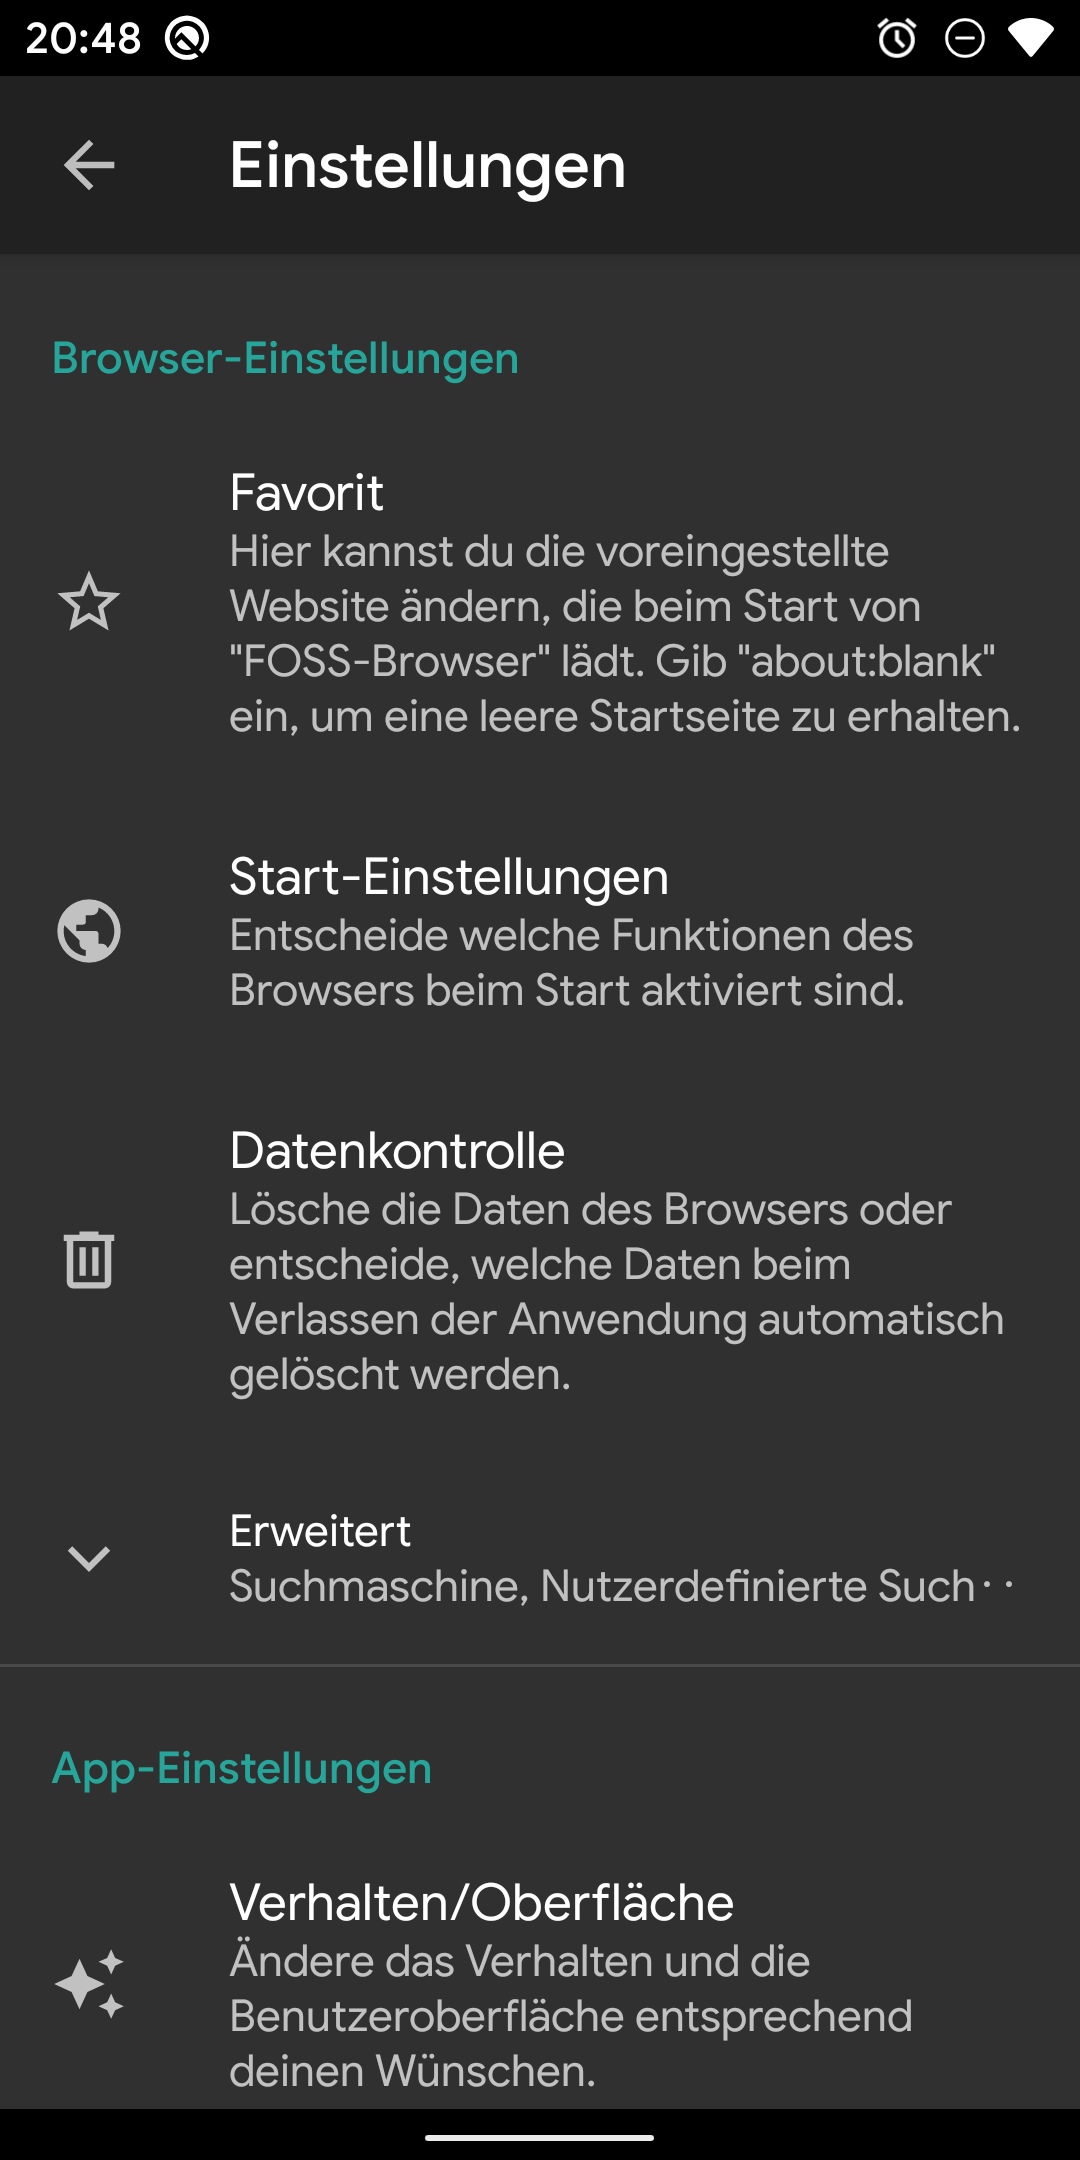 20:48
Einstellungen
Browser-Einstellungen
Favorit
Hier kannst du die voreingestellte
Website ändern, die beim Start von
"FOSS-Browser" lädt. Gib "about:blank"
ein, um eine leere Startseite zu erhalten.
Start-Einstellungen
Entscheide welche Funktionen des
Browsers beim Start aktiviert sind.
Datenkontrolle
Lösche die Daten des Browsers oder
entscheide, welche Daten beim
Verlassen der Anwendung automatisch
gelöscht werden.
Erweitert
Suchmaschine, Nutzerdefinierte Such··
App-Einstellungen
Verhalten/Oberfläche
Ändere das Verhalten und die
Benutzeroberfläche entsprechend
deinen Wünschen.